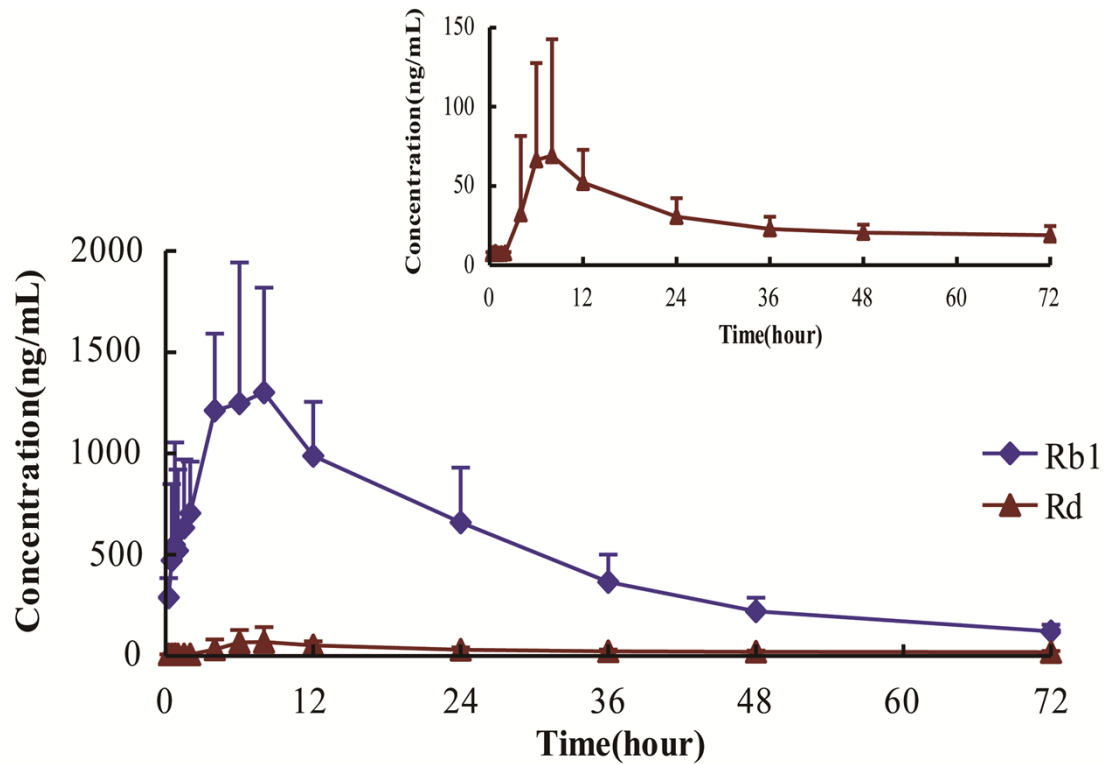 150
100
50
0
Concentration(ng/mL)
0 12 24 36 48 60 72
Time(hour)
2000
1500
1000
500
0
Concentration(ng/mL)
Rb1
Rd
0 12 24 36 48 60 72
Time(hour)